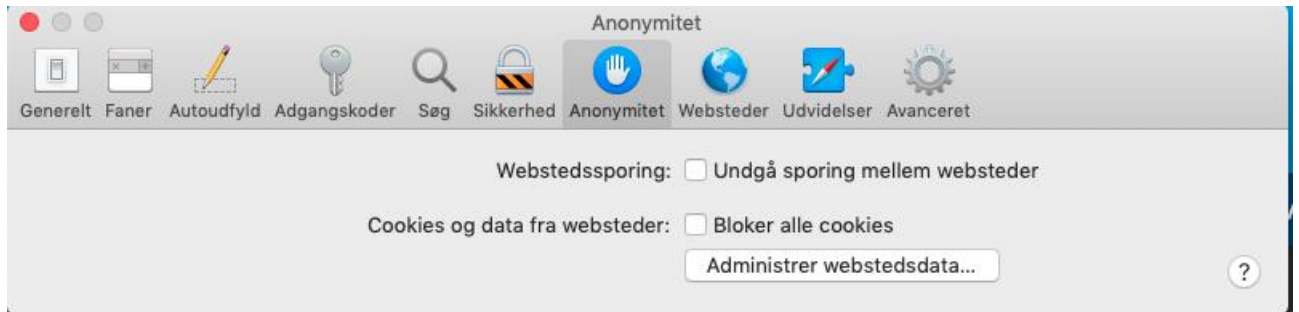 Anonymitet
Generelt Faner Autoudfyld Adgangskoder Søg Sikkerhed Anonymitet Websteder Udvidelser Avanceret
Webstedssporing: Undgå sporing mellem websteder
Cookies og data fra websteder: Bloker alle cookies
Administrer webstedsdata...
?